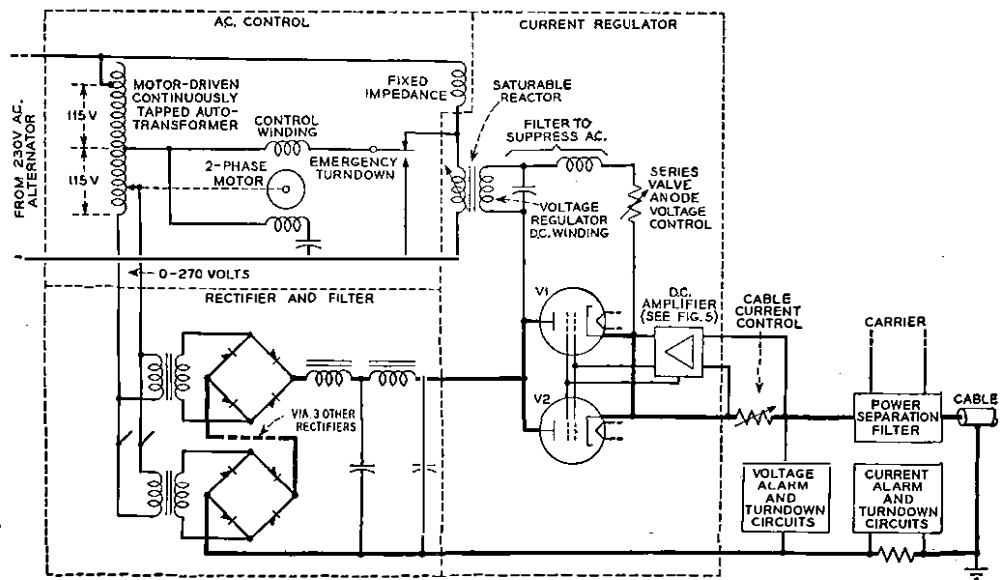 A.C. CONTROL
CURRENT REGULATOR
FROM 230V AC.
ALTERNATOR
115 V
115 V
MOTOR-DRIVEN
CONTINUOUSLY
TAPPED AUTO-
TRANSFORMER
CONTROL
WINDING
2-PHASE
MOTOR
EMERGENCY
TURNDOWN
FIXED
IMPEDANCE
SATURABLE
REACTOR
FILTER TO
SUPPRESS AC.
VOLTAGE
REGULATOR
D.C. WINDING
SERIES
VALVE
ANODE
VOLTAGE
CONTROL
0-270 VOLTS
RECTIFIER AND FILTER
VIA. 3 OTHER
RECTIFIERS
V1
V2
D.C.
AMPLIFIER
(SEE FIG. 5)
CABLE
CURRENT
CONTROL
CARRIER
POWER
SEPARATION
FILTER
CABLE
VOLTAGE
ALARM
AND
TURNDOWN
CIRCUITS
CURRENT
ALARM AND
TURNDOWN
CIRCUITS